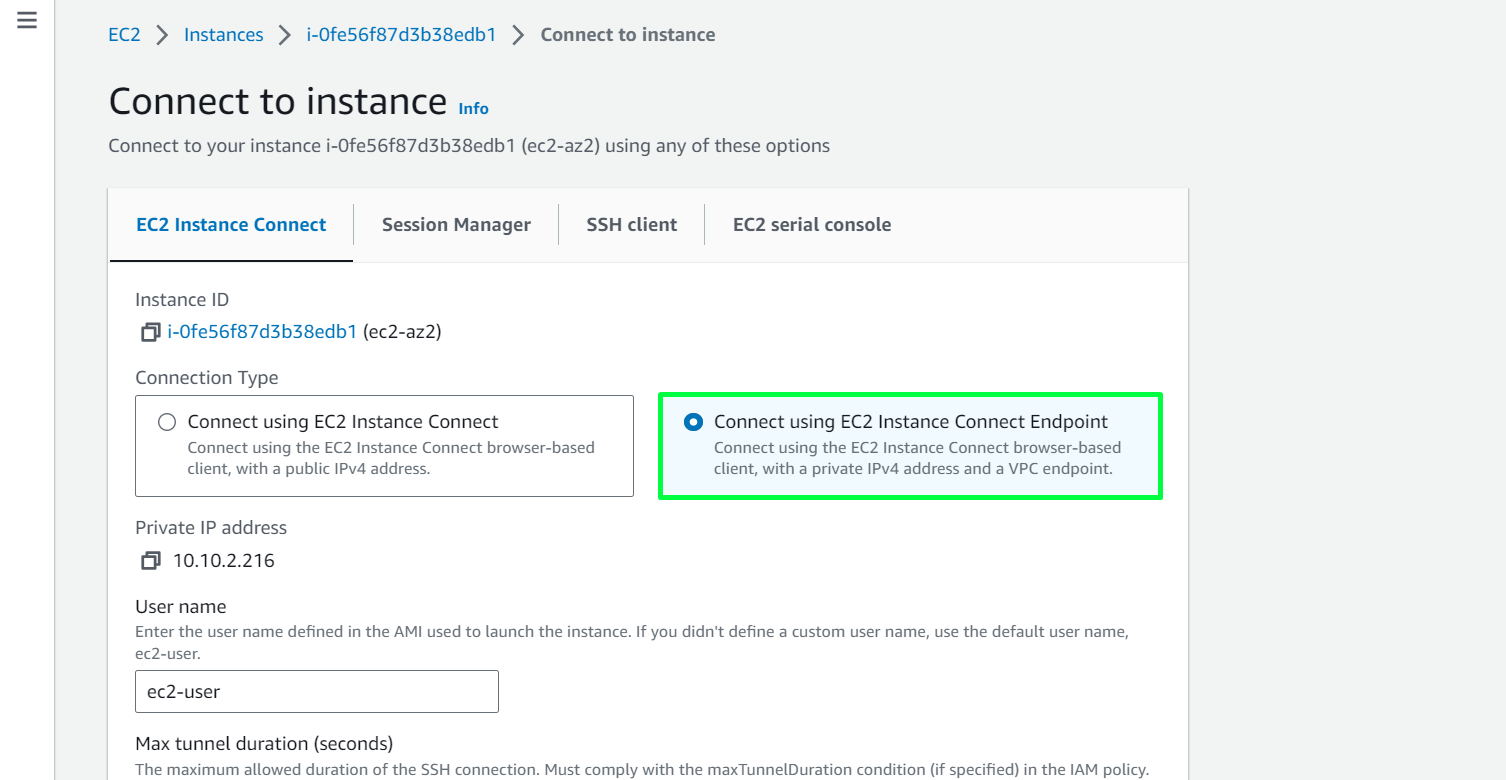 EC2 > Instances > i-0fe56f87d3b38edb1 > Connect to instance
Connect to instance Info
Connect to your instance i-0fe56f87d3b38edb1 (ec2-az2) using any of these options
EC2 Instance Connect Session Manager SSH client EC2 serial console
Instance ID
i-0fe56f87d3b38edb1 (ec2-az2)
Connection Type
Connect using EC2 Instance Connect
Connect using the EC2 Instance Connect browser-based
client, with a public IPv4 address.
Connect using EC2 Instance Connect Endpoint
Connect using the EC2 Instance Connect browser-based
client, with a private IPv4 address and a VPC endpoint.
Private IP address
10.10.2.216
User name
Enter the user name defined in the AMI used to launch the instance. If you didn't define a custom user name, use the default user name,
ec2-user.
ec2-user
Max tunnel duration (seconds)
The maximum allowed duration of the SSH connection. Must comply with the maxTunnelDuration condition (if specified) in the IAM policy.